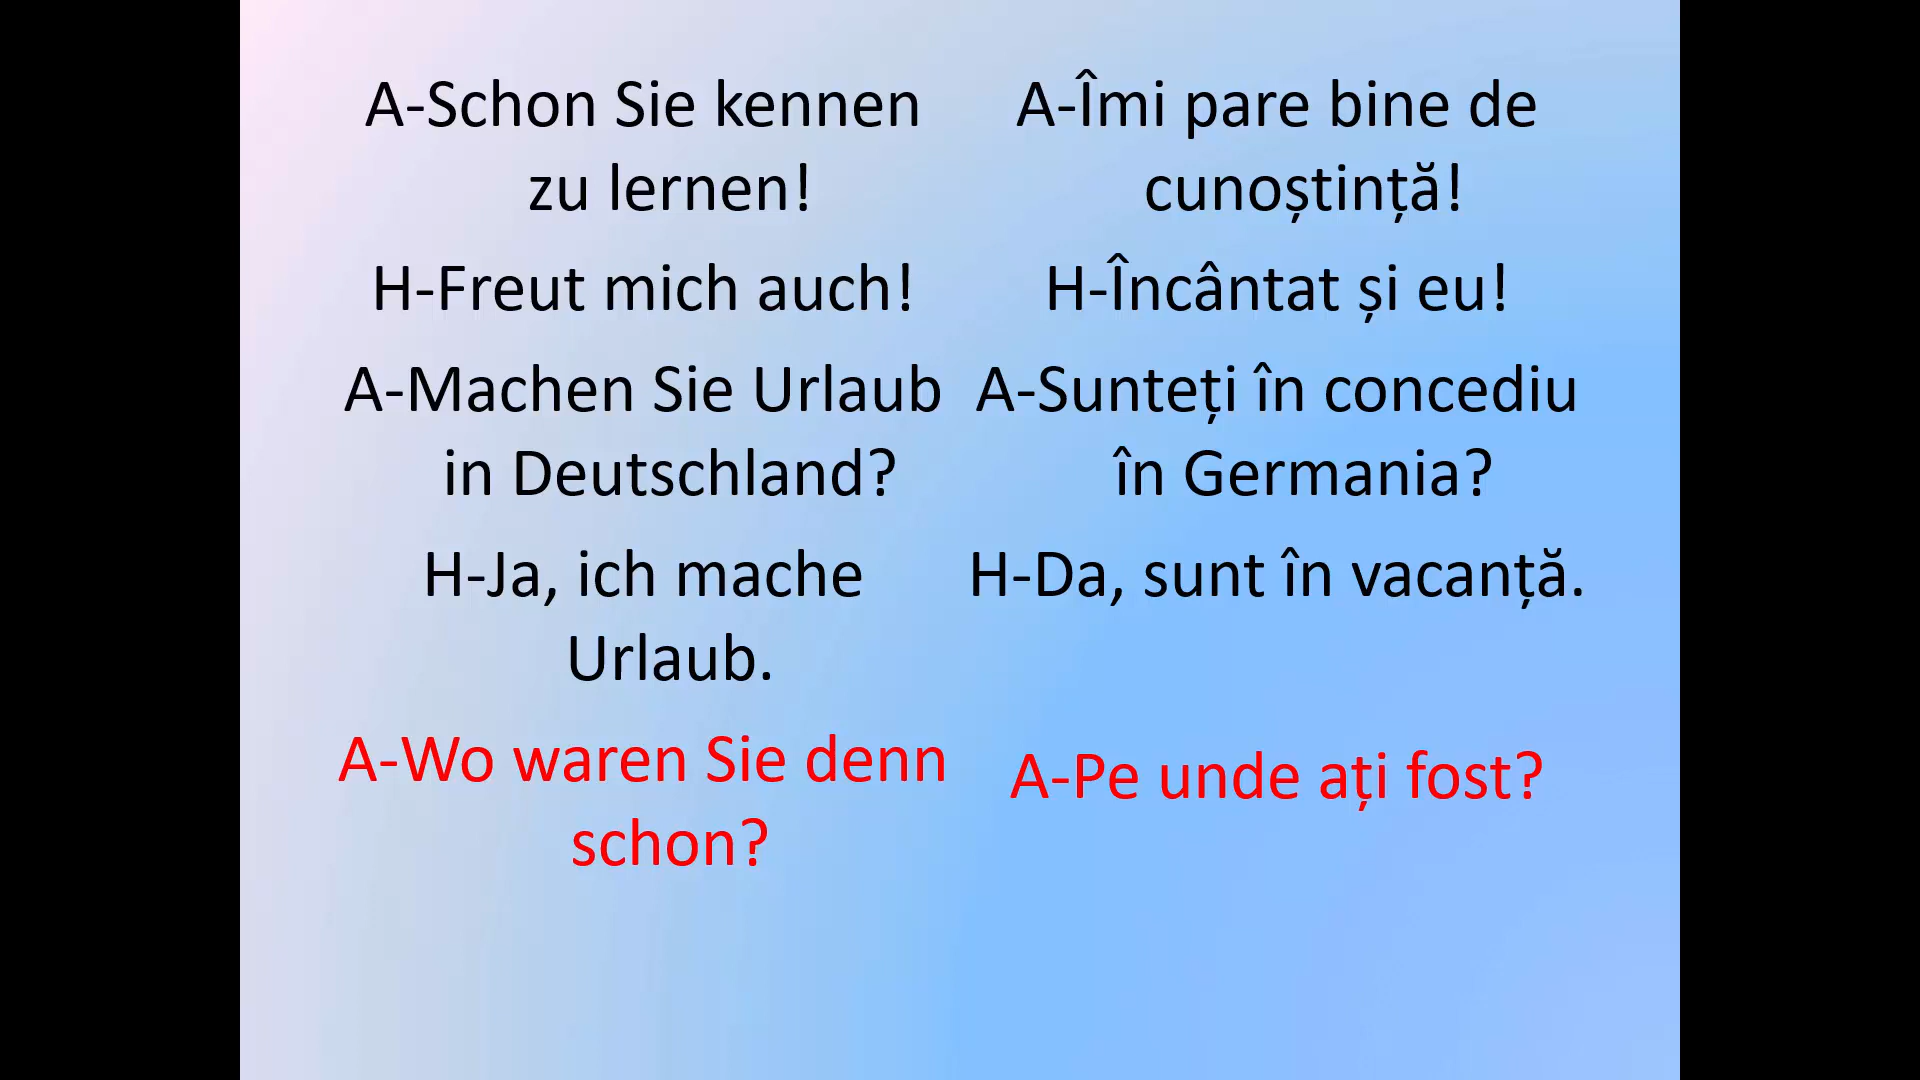 A-Schon Sie kennen
zu lernen!
A-Îmi pare bine de
cunoștință!
H-Freut mich auch!
H-Încântat și eu!
A-Machen Sie Urlaub
in Deutschland?
A-Sunteți în concediu
în Germania?
H-Ja, ich mache
Urlaub.
H-Da, sunt în vacanță.
A-Wo waren Sie denn
schon?
A-Pe unde ați fost?